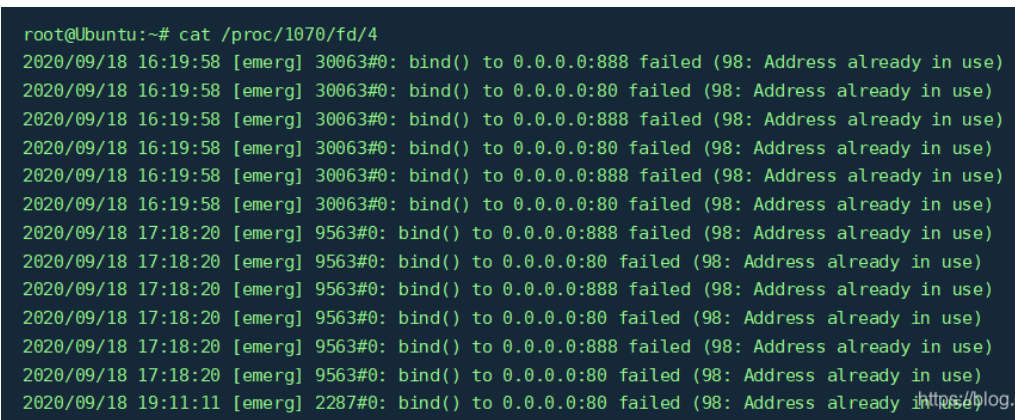 root@Ubuntu:~# cat /proc/1070/fd/4
2020/09/18 16:19:58 [emerg] 30063#0: bind() to 0.0.0.0:888 failed (98: Address already in use)
2020/09/18 16:19:58 [emerg] 30063#0: bind() to 0.0.0.0:80 failed (98: Address already in use)
2020/09/18 16:19:58 [emerg] 30063#0: bind() to 0.0.0.0:888 failed (98: Address already in use)
2020/09/18 16:19:58 [emerg] 30063#0: bind() to 0.0.0.0:80 failed (98: Address already in use)
2020/09/18 16:19:58 [emerg] 30063#0: bind() to 0.0.0.0:888 failed (98: Address already in use)
2020/09/18 16:19:58 [emerg] 30063#0: bind() to 0.0.0.0:80 failed (98: Address already in use)
2020/09/18 17:18:20 [emerg] 9563#0: bind() to 0.0.0.0:888 failed (98: Address already in use)
2020/09/18 17:18:20 [emerg] 9563#0: bind() to 0.0.0.0:80 failed (98: Address already in use)
2020/09/18 17:18:20 [emerg] 9563#0: bind() to 0.0.0.0:888 failed (98: Address already in use)
2020/09/18 17:18:20 [emerg] 9563#0: bind() to 0.0.0.0:80 failed (98: Address already in use)
2020/09/18 17:18:20 [emerg] 9563#0: bind() to 0.0.0.0:888 failed (98: Address already in use)
2020/09/18 17:18:20 [emerg] 9563#0: bind() to 0.0.0.0:80 failed (98: Address already in use)
2020/09/18 19:11:11 [emerg] 2287#0: bind() to 0.0.0.0:888 failed (98: Address already in use)
https://blog.